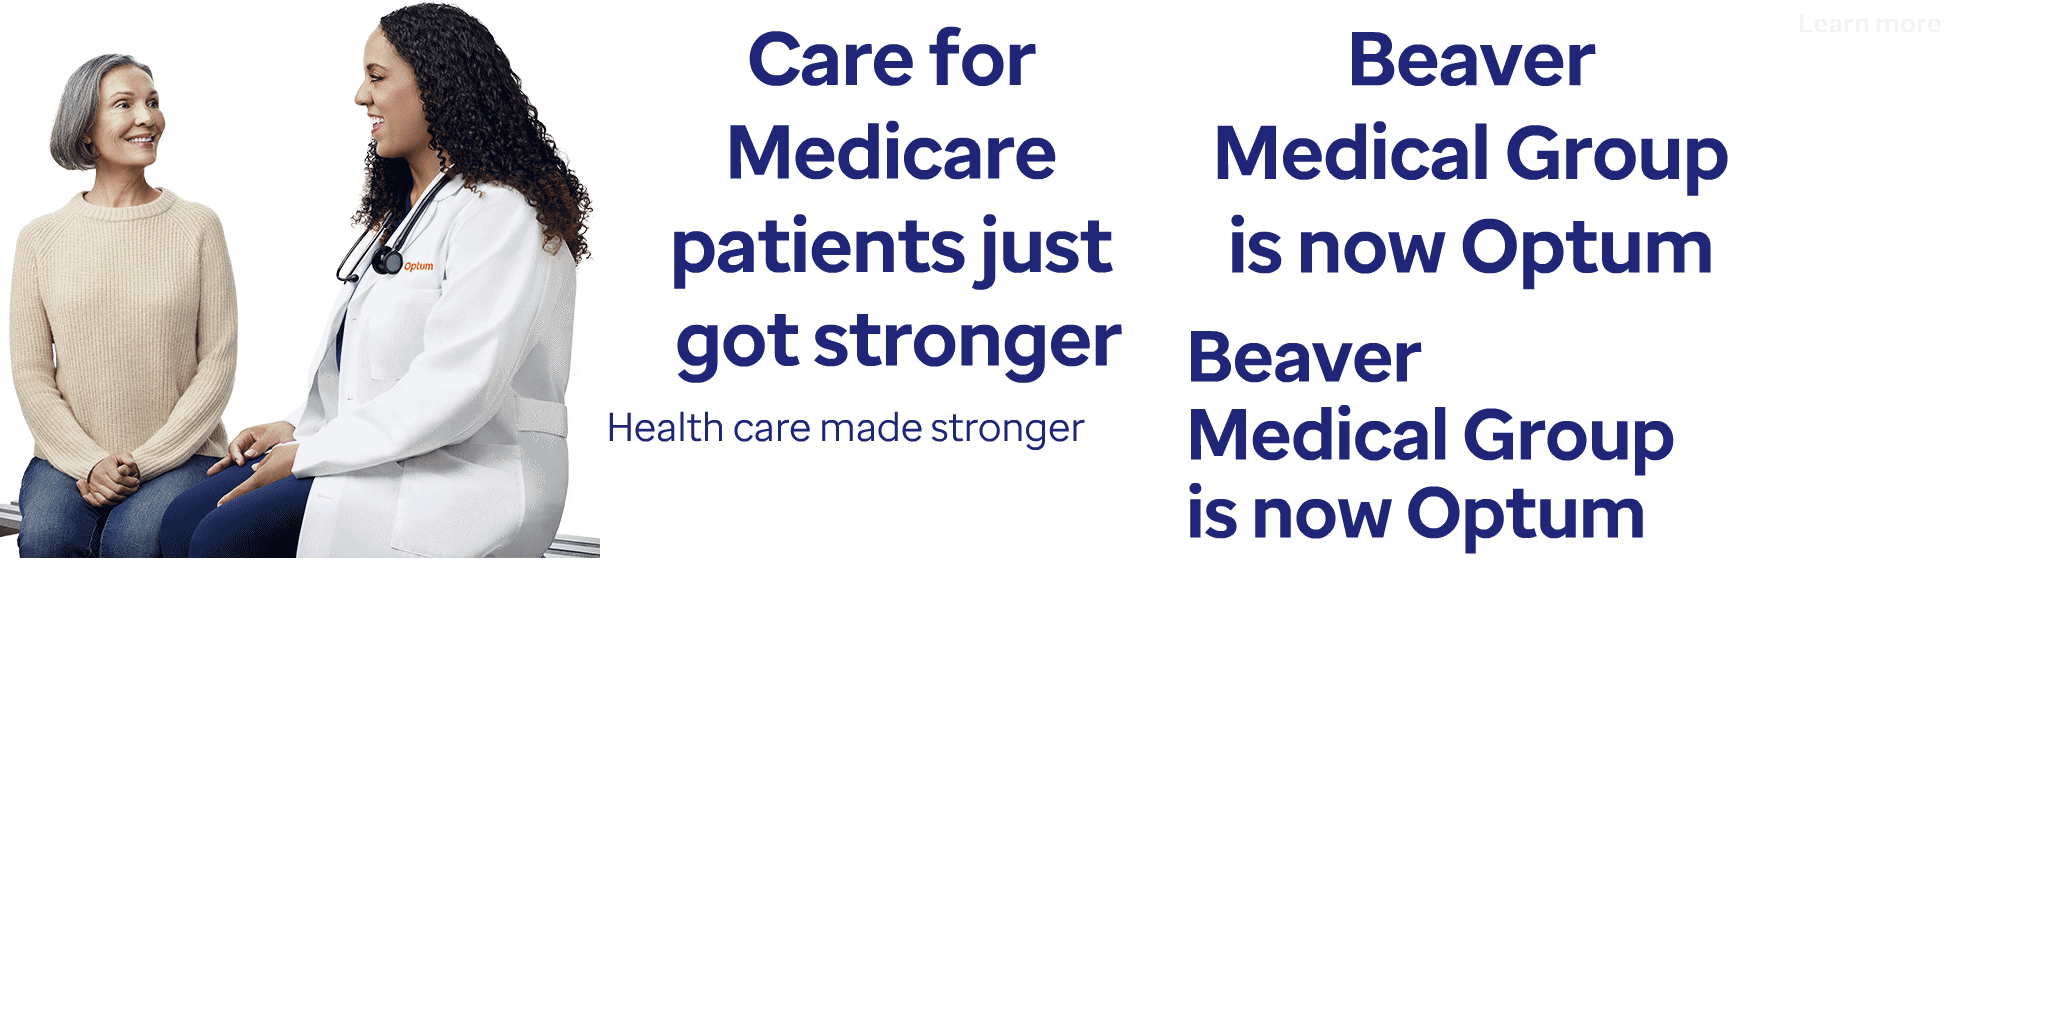 Optum
Care for
Medicare
patients just
got stronger
Health care made stronger
Beaver
Medical Group
is now Optum
Beaver
Medical Group
is now Optum
Learn more